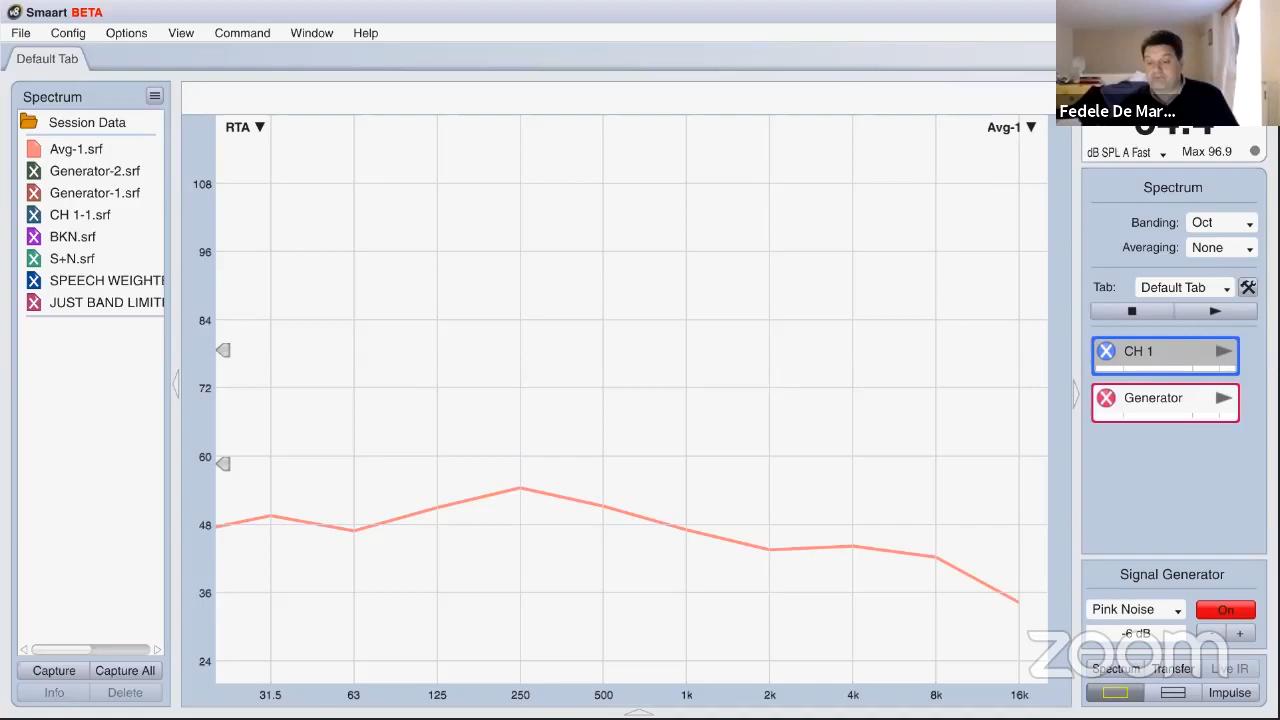 Smaart BETA
File Config Options View Command Window Help
Default Tab
Fedele De Mar...
Spectrum
Session Data
Avg-1.srf
Generator-2.srf
Generator-1.srf
CH 1-1.srf
BKN.srf
S+N.srf
SPEECH WEIGHTE
JUST BAND LIMITI
Capture Capture All
Info Delete
RTA ▼ Avg-1 ▼
108
96
84
72
60
48
36
24
31.5 63 125 250 500 1k 2k 4k 8k 16k
dB SPL A Fast Max 96.9
Spectrum
Banding: Oct
Averaging: None
Tab: Default Tab
CH 1
Generator
Signal Generator
Pink Noise On
-6 dB +
zoom
Spectrum Transfer Live IR
Impulse